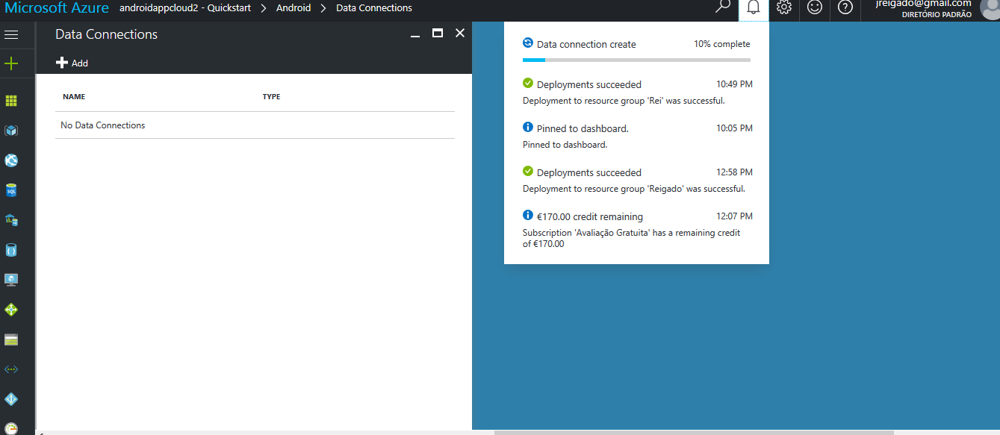 Microsoft Azure androidappcloud2 - Quickstart > Android > Data Connections
jreigado@gmail.com
DIRETÓRIO PADRÃO
Data Connections
Add
NAME TYPE
No Data Connections
Data connection create 10% complete
Deployments succeeded 10:49 PM
Deployment to resource group 'Rei' was successful.
Pinned to dashboard. 10:05 PM
Pinned to dashboard.
Deployments succeeded 12:58 PM
Deployment to resource group 'Reigado' was successful.
€170.00 credit remaining 12:07 PM
Subscription 'Avaliação Gratuita' has a remaining credit
of €170.00
SQL